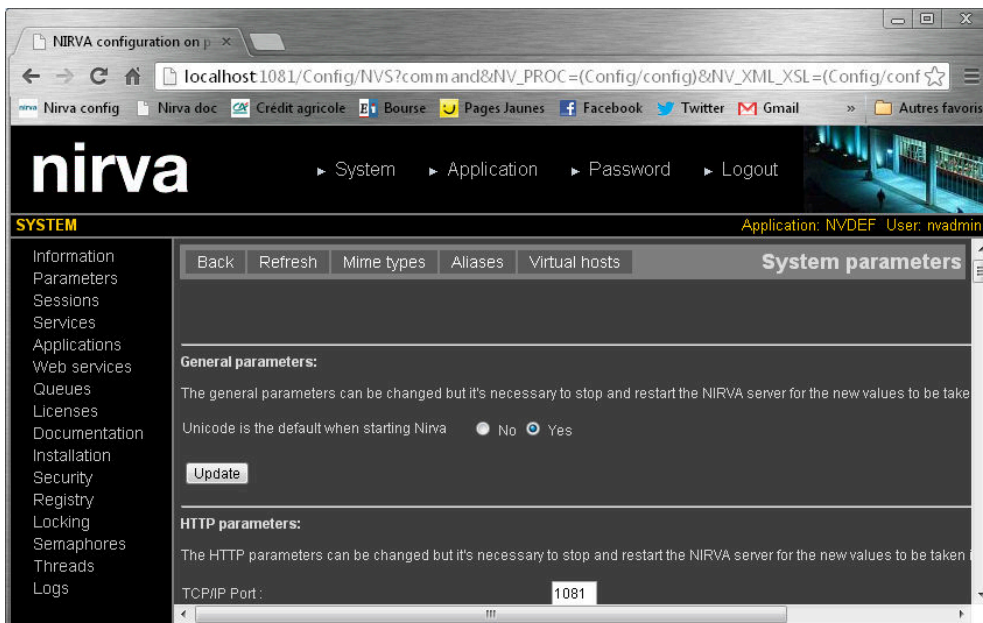 NIRVA configuration on p
localhost:1081/Config/NVS?command&NV_PROC=(Config/config)&NV_XML_XSL=(Config/conf
nirva Nirva config Nirva doc CA Crédit agricole Bourse Pages Jaunes Facebook Twitter Gmail » Autres favoris
nirva System Application Password Logout
SYSTEM Application: NVDEF User: nvadmin
Information
Parameters
Sessions
Services
Applications
Web services
Queues
Licenses
Documentation
Installation
Security
Registry
Locking
Semaphores
Threads
Logs
Back Refresh Mime types Aliases Virtual hosts System parameters
General parameters:
The general parameters can be changed but it's necessary to stop and restart the NIRVA server for the new values to be take
Unicode is the default when starting Nirva No Yes
Update
HTTP parameters:
The HTTP parameters can be changed but it's necessary to stop and restart the NIRVA server for the new values to be taken i
TCP/IP Port : 1081